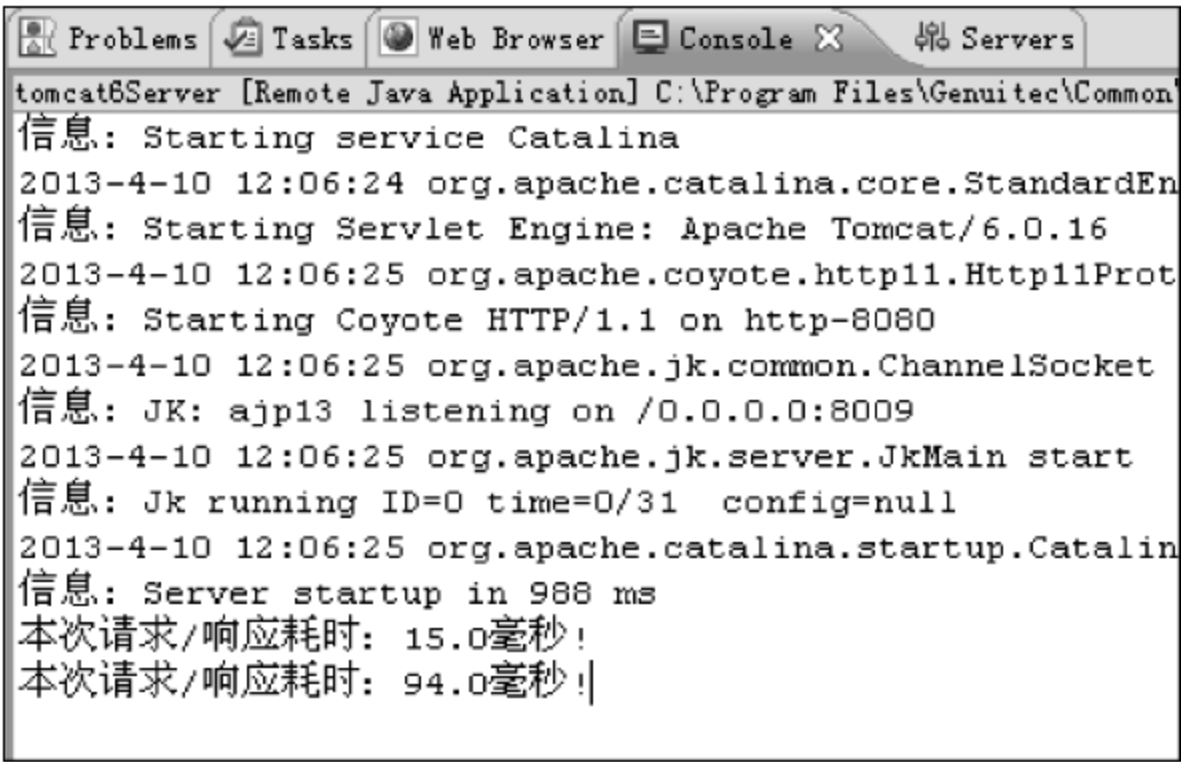 Problems Tasks Web Browser Console Servers
tomcat6Server [Remote Java Application] C:\Program Files\Genuitec\Common\
信息: Starting service Catalina
2013-4-10 12:06:24 org.apache.catalina.core.StandardEn
信息: Starting Servlet Engine: Apache Tomcat/6.0.16
2013-4-10 12:06:25 org.apache.coyote.http11.Http11Prot
信息: Starting Coyote HTTP/1.1 on http-8080
2013-4-10 12:06:25 org.apache.jk.common.ChannelSocket
信息: JK: ajp13 listening on /0.0.0.0:8009
2013-4-10 12:06:25 org.apache.jk.server.JkMain start
信息: Jk running ID=0 time=0/31  config=null
2013-4-10 12:06:25 org.apache.catalina.startup.Catalin
信息: Server startup in 988 ms
本次请求/响应耗时: 15.0毫秒!
本次请求/响应耗时: 94.0毫秒!